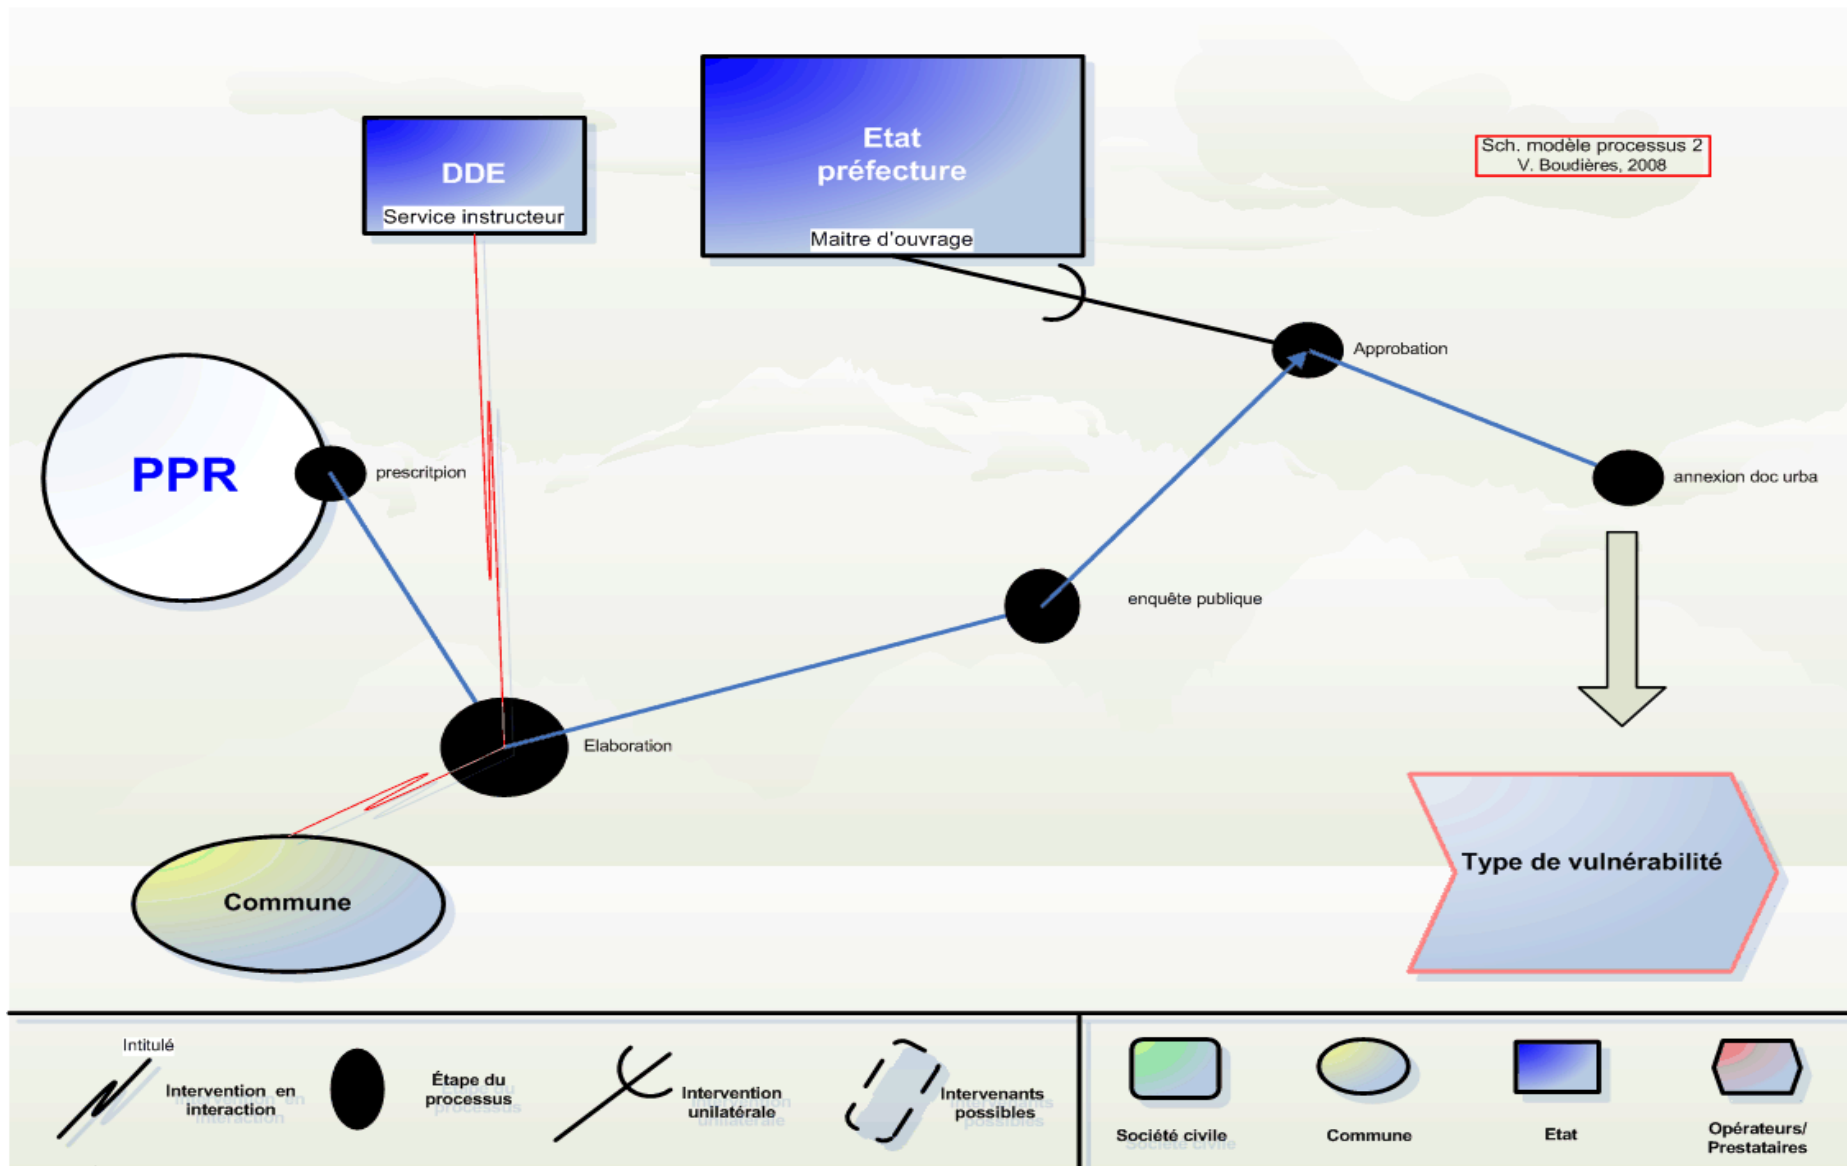 Etat
préfecture
Maitre d'ouvrage
DDE
Service instructeur
Sch. modèle processus 2
V. Boudières, 2008
Approbation
PPR
prescritpion
annexion doc urba
enquête publique
Elaboration
Type de vulnérabilité
Commune
Intitulé
Intervention en
interaction
Étape du
processus
Intervention
unilatérale
Intervenants
possibles
Société civile
Commune
Etat
Opérateurs/
Prestataires